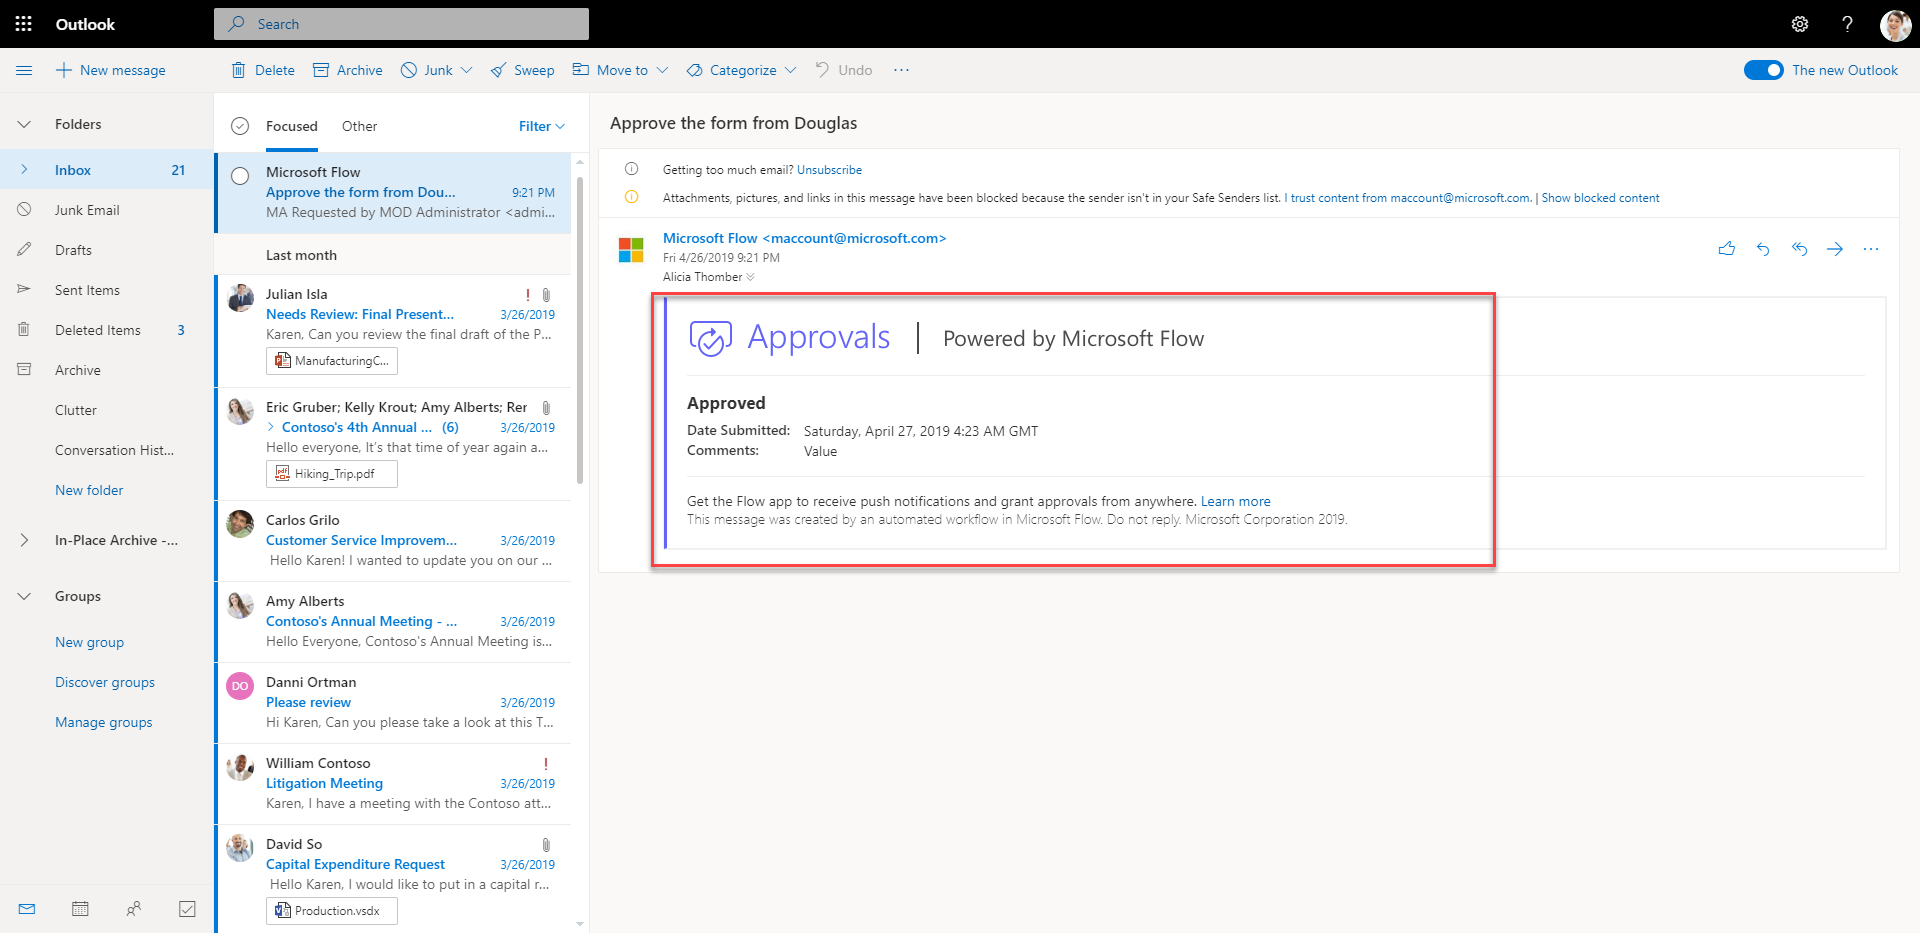 Outlook
Search
?
New message
Delete
Archive
Junk
Sweep
Move to
Categorize
Undo
The new Outlook
Folders
Inbox 21
Junk Email
Drafts
Sent Items
Deleted Items 3
Archive
Clutter
Conversation Hist...
New folder
In-Place Archive -...
Groups
New group
Discover groups
Manage groups
Focused
Other
Filter
Microsoft Flow
Approve the form from Dou... 9:21 PM
MA Requested by MOD Administrator <admi...
Last month
Julian Isla !
Needs Review: Final Present... 3/26/2019
Karen, Can you review the final draft of the P...
ManufacturingC...
Eric Gruber; Kelly Krout; Amy Alberts; Rer
Contoso's 4th Annual ... (6) 3/26/2019
Hello everyone, It's that time of year again a...
Hiking_Trip.pdf
Carlos Grilo
Customer Service Improvem... 3/26/2019
Hello Karen! I wanted to update you on our ...
Amy Alberts
Contoso's Annual Meeting - ... 3/26/2019
Hello Everyone, Contoso's Annual Meeting is...
DO
Danni Ortman
Please review 3/26/2019
Hi Karen, Can you please take a look at this T...
William Contoso !
Litigation Meeting 3/26/2019
Karen, I have a meeting with the Contoso att...
David So
Capital Expenditure Request 3/26/2019
Hello Karen, I would like to put in a capital r...
Production.vsdx
Approve the form from Douglas
Getting too much email? Unsubscribe
Attachments, pictures, and links in this message have been blocked because the sender isn't in your Safe Senders list. I trust content from maccount@microsoft.com. | Show blocked content
Microsoft Flow <maccount@microsoft.com>
Fri 4/26/2019 9:21 PM
Alicia Thomber
Approvals | Powered by Microsoft Flow
Approved
Date Submitted: Saturday, April 27, 2019 4:23 AM GMT
Comments: Value
Get the Flow app to receive push notifications and grant approvals from anywhere. Learn more
This message was created by an automated workflow in Microsoft Flow. Do not reply. Microsoft Corporation 2019.